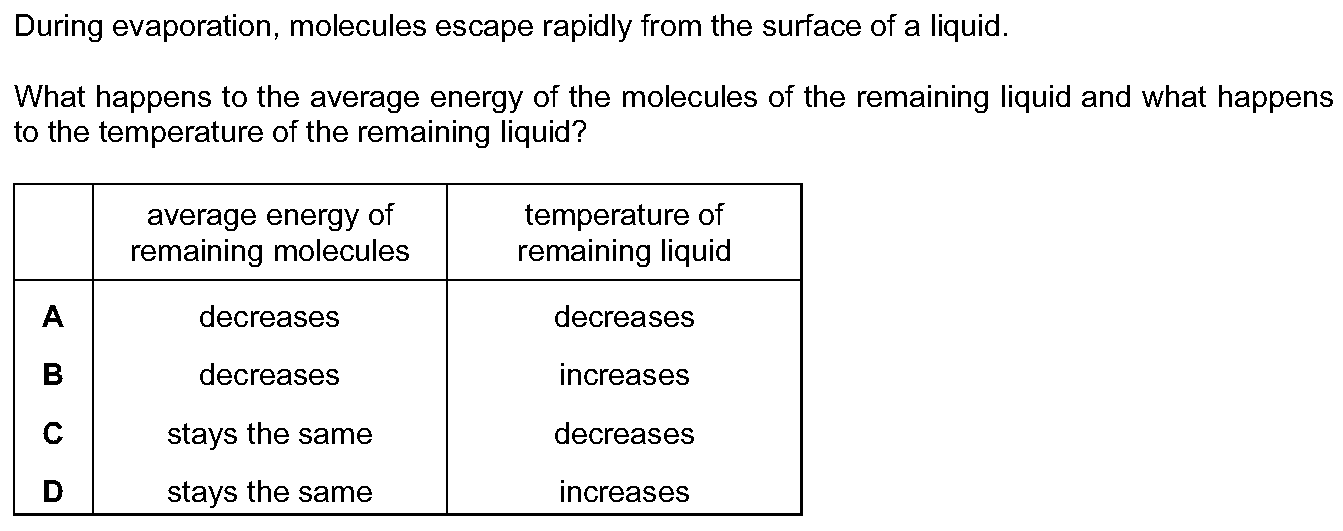 During evaporation, molecules escape rapidly from the surface of a liquid.
What happens to the average energy of the molecules of the remaining liquid and what happens
to the temperature of the remaining liquid?
average energy of remaining molecules temperature of remaining liquid
A decreases decreases
B decreases increases
C stays the same decreases
D stays the same increases